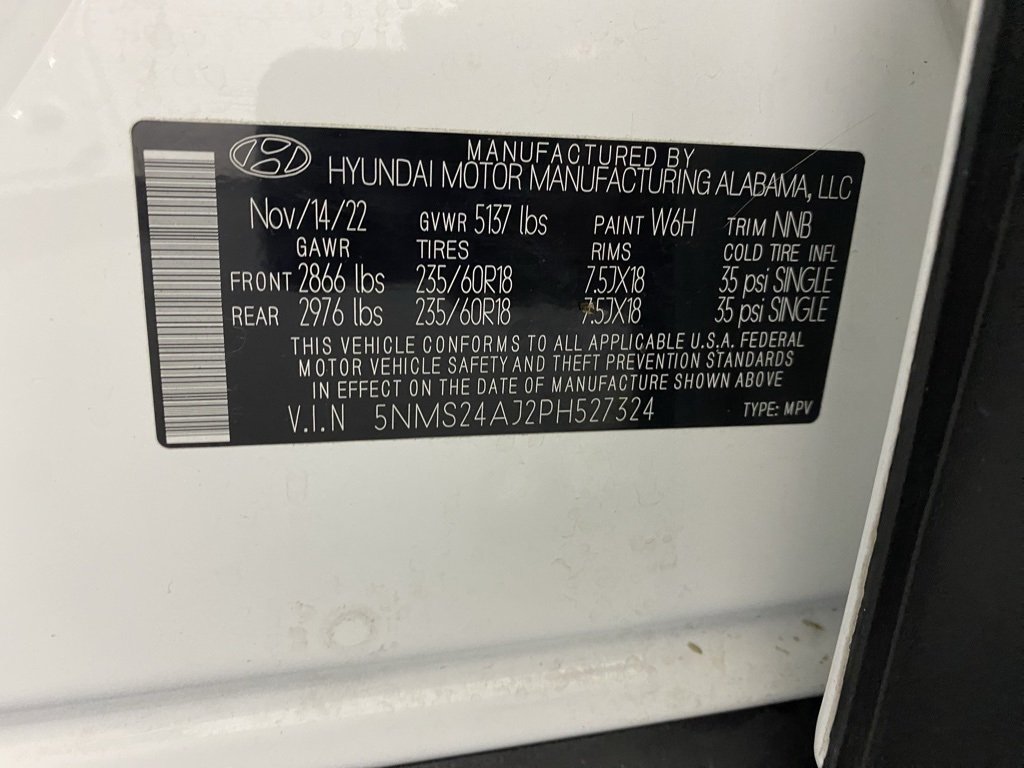 MANUFACTURED BY
HYUNDAI MOTOR MANUFACTURING ALABAMA, LLC
Nov/14/22 GVWR 5137 lbs PAINT W6H TRIM NNB
GAWR TIRES RIMS COLD TIRE INFL
FRONT 2866 lbs 235/60R18 7.5JX18 35 psi SINGLE
REAR 2976 lbs 235/60R18 7.5JX18 35 psi SINGLE
THIS VEHICLE CONFORMS TO ALL APPLICABLE U.S.A. FEDERAL
MOTOR VEHICLE SAFETY AND THEFT PREVENTION STANDARDS
IN EFFECT ON THE DATE OF MANUFACTURE SHOWN ABOVE
V.I.N 5NMS24AJ2PH527324 TYPE: MPV